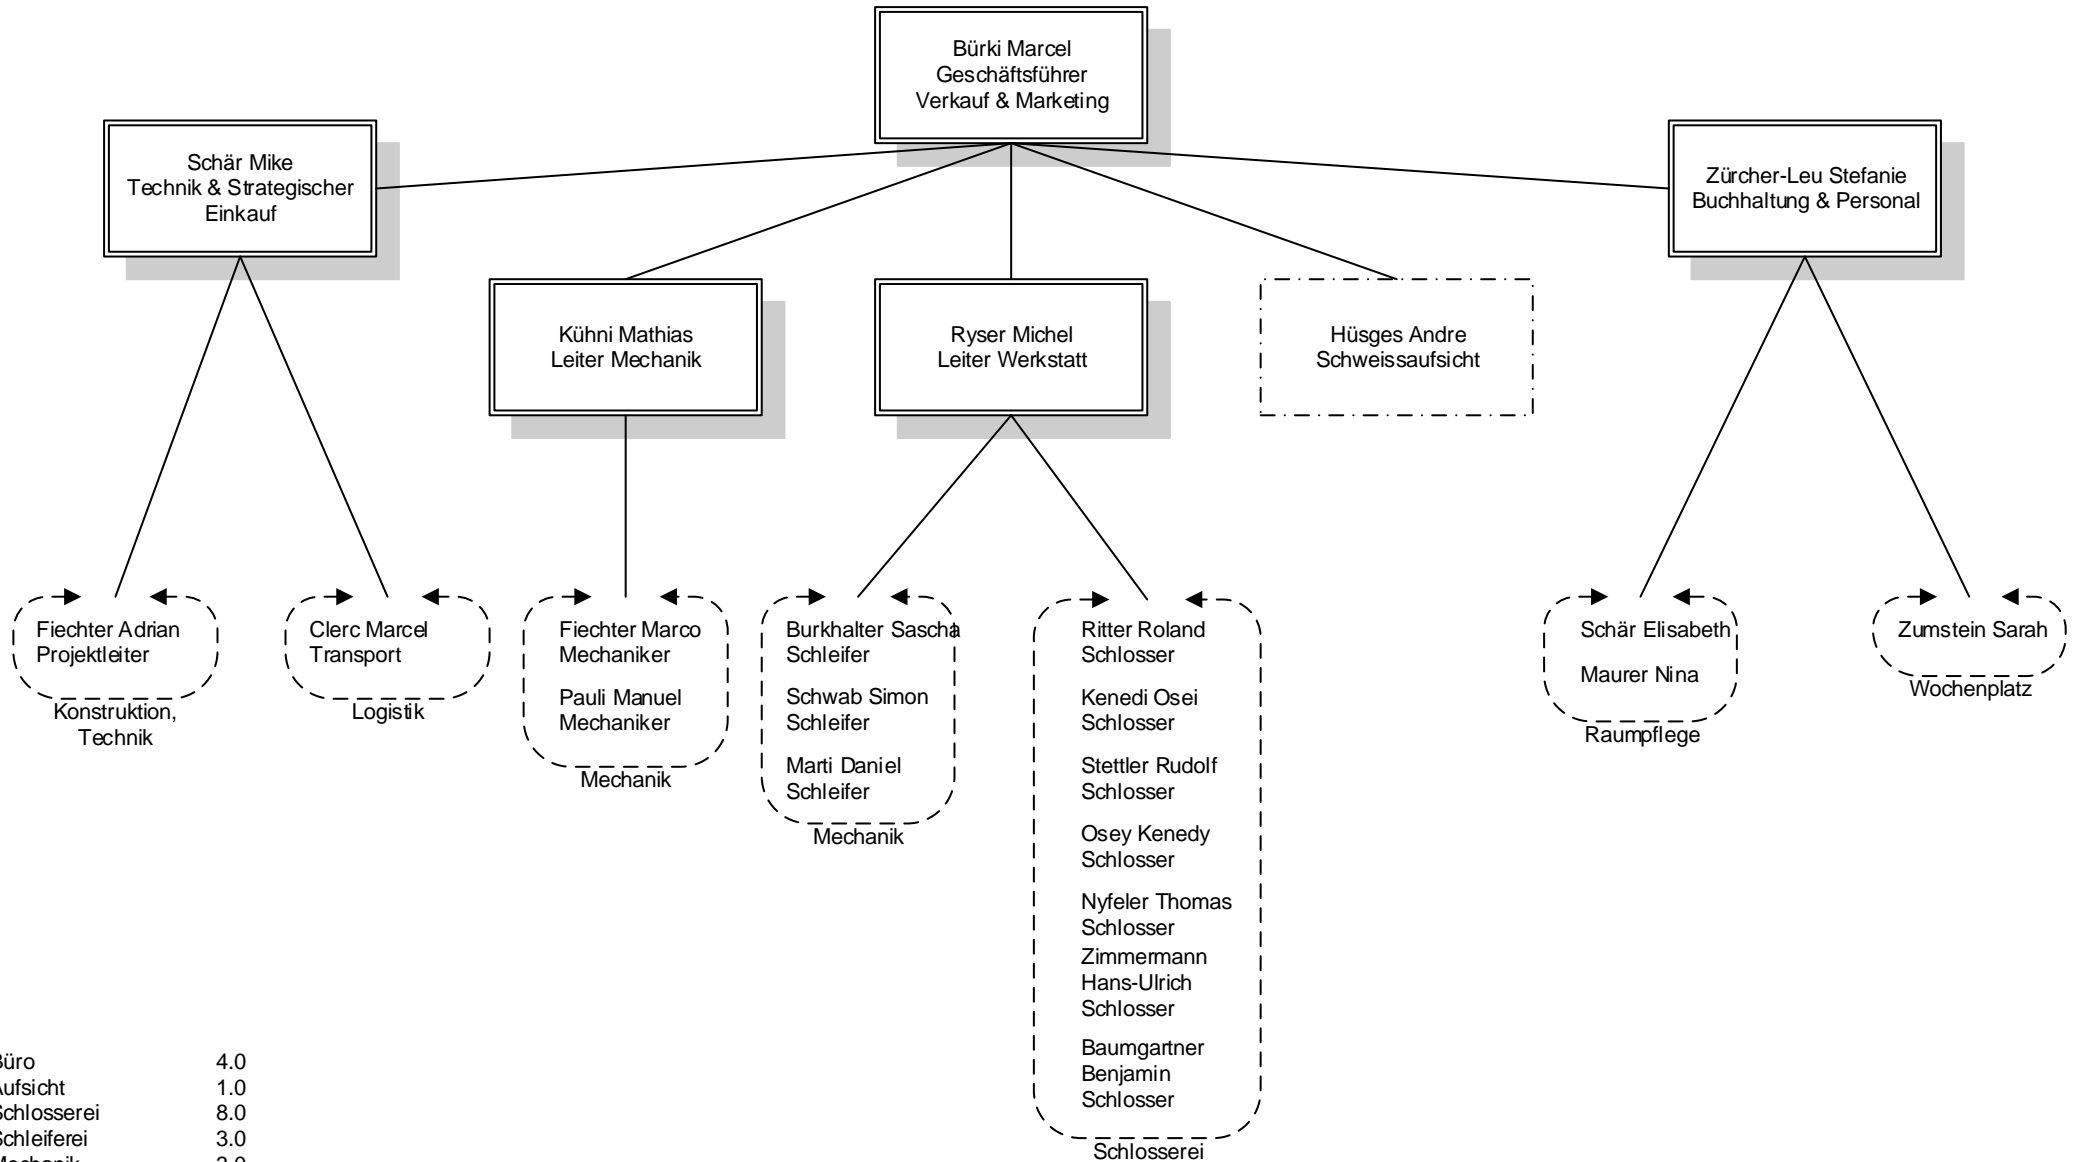 Bürki Marcel
Geschäftsführer
Verkauf & Marketing
Schär Mike
Technik & Strategischer
Einkauf
Zürcher-Leu Stefanie
Buchhaltung & Personal
Kühni Mathias
Leiter Mechanik
Ryser Michel
Leiter Werkstatt
Hüsges Andre
Schweissaufsicht
Fiechter Adrian
Projektleiter
Konstruktion,
Technik
Clerc Marcel
Transport
Logistik
Fiechter Marco
Mechaniker
Pauli Manuel
Mechaniker
Mechanik
Burkhalter Sascha
Schleifer
Schwab Simon
Schleifer
Marti Daniel
Schleifer
Mechanik
Ritter Roland
Schlosser
Kenedi Osei
Schlosser
Stettler Rudolf
Schlosser
Osey Kenedy
Schlosser
Nyfeler Thomas
Schlosser
Zimmermann
Hans-Ulrich
Schlosser
Baumgartner
Benjamin
Schlosser
Schlosserei
Schär Elisabeth
Maurer Nina
Raumpflege
Zumstein Sarah
Wochenplatz
Büro 4.0
Aufsicht 1.0
Schlosserei 8.0
Schleiferei 3.0
Mechanik